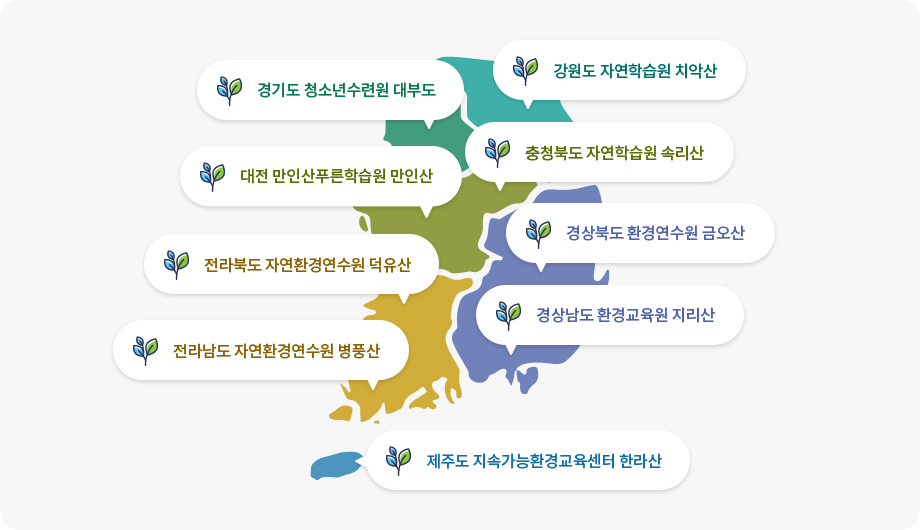 강원도 자연학습원 치악산
경기도 청소년수련원 대부도
충청북도 자연학습원 속리산
대전 만인산푸른학습원 만인산
경상북도 환경연수원 금오산
전라북도 자연환경연수원 덕유산
경상남도 환경교육원 지리산
전라남도 자연환경연수원 병풍산
제주도 지속가능환경교육센터 한라산